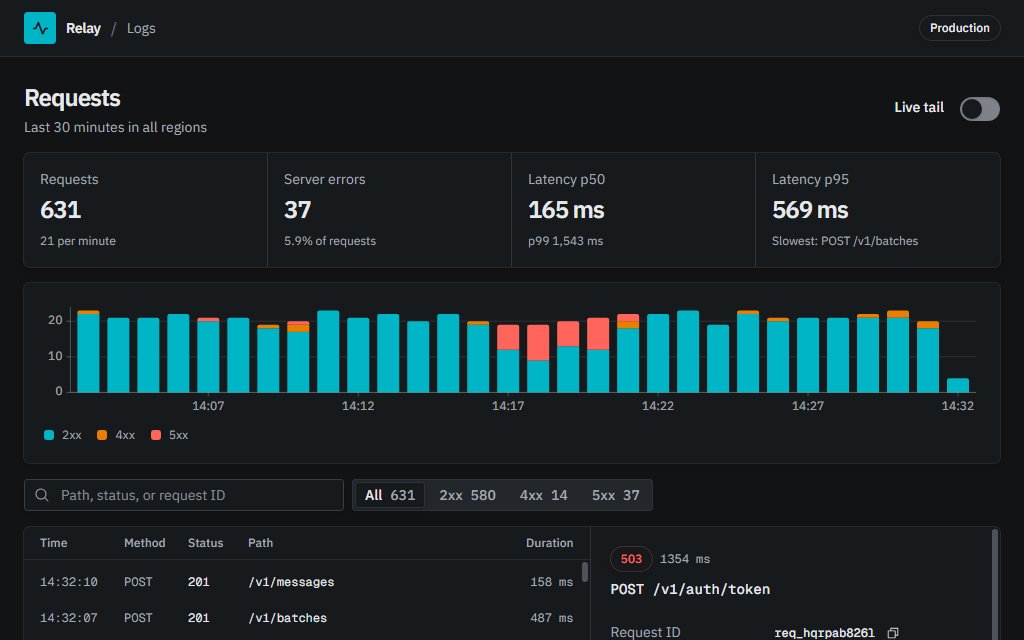 Relay / Logs
Production
Requests
Last 30 minutes in all regions
Live tail
Requests
631
21 per minute
Server errors
37
5.9% of requests
Latency p50
165 ms
p99 1,543 ms
Latency p95
569 ms
Slowest: POST /v1/batches
20
10
0
14:07 14:12 14:17 14:22 14:27 14:32
2xx 4xx 5xx
Path, status, or request ID
All 631 2xx 580 4xx 14 5xx 37
Time Method Status Path Duration
14:32:10 POST 201 /v1/messages 158 ms
14:32:07 POST 201 /v1/batches 487 ms
503 1354 ms
POST /v1/auth/token
Request ID req_hqrpab826l